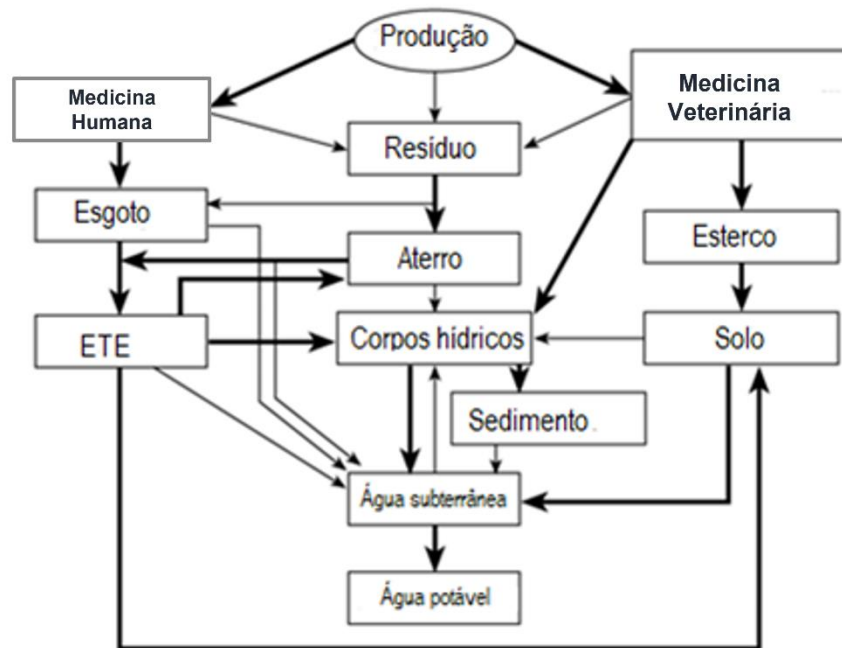 Produção
Medicina
Humana
Medicina
Veterinária
Resíduo
Esgoto
Aterro
Esterco
ETE
Corpos hídricos
Solo
Sedimento
Água subterrânea
Água potável